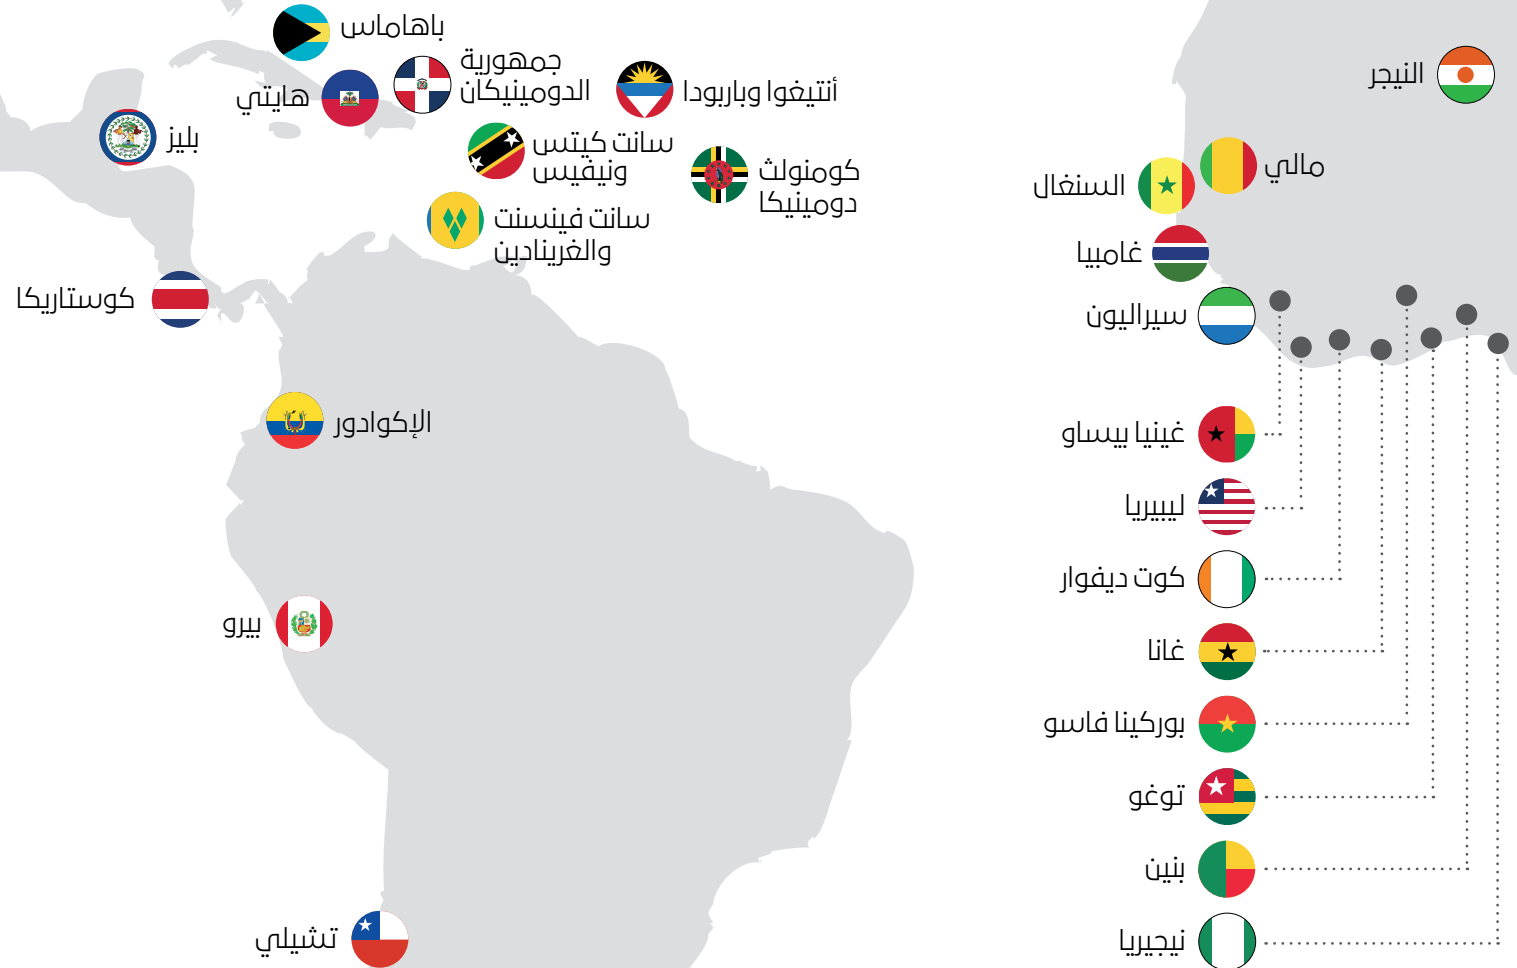 باهاماس
جمهورية
الدومينيكان
هايتي
أنتيغوا وباربودا
بليز
سانت كيتس
ونيفيس
كومنولث
دومينيكا
سانت فينسنت
والغرينادين
كوستاريكا
الإكوادور
بيرو
تشيلي
النيجر
مالي
السنغال
غامبيا
سيراليون
غينيا بيساو
ليبيريا
كوت ديفوار
غانا
بوركينا فاسو
توغو
بنين
نيجيريا